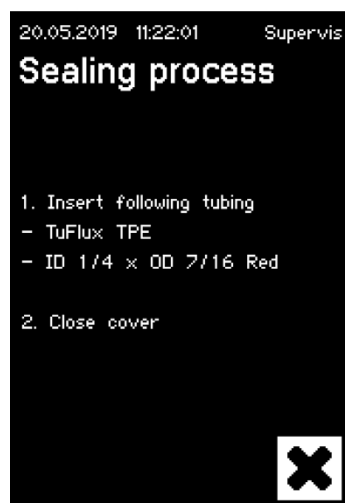 20.05.2019 11:22:01 Supervis
Sealing process
1. Insert following tubing
- TuFlux TPE
- ID 1/4 x OD 7/16 Red
2. Close cover